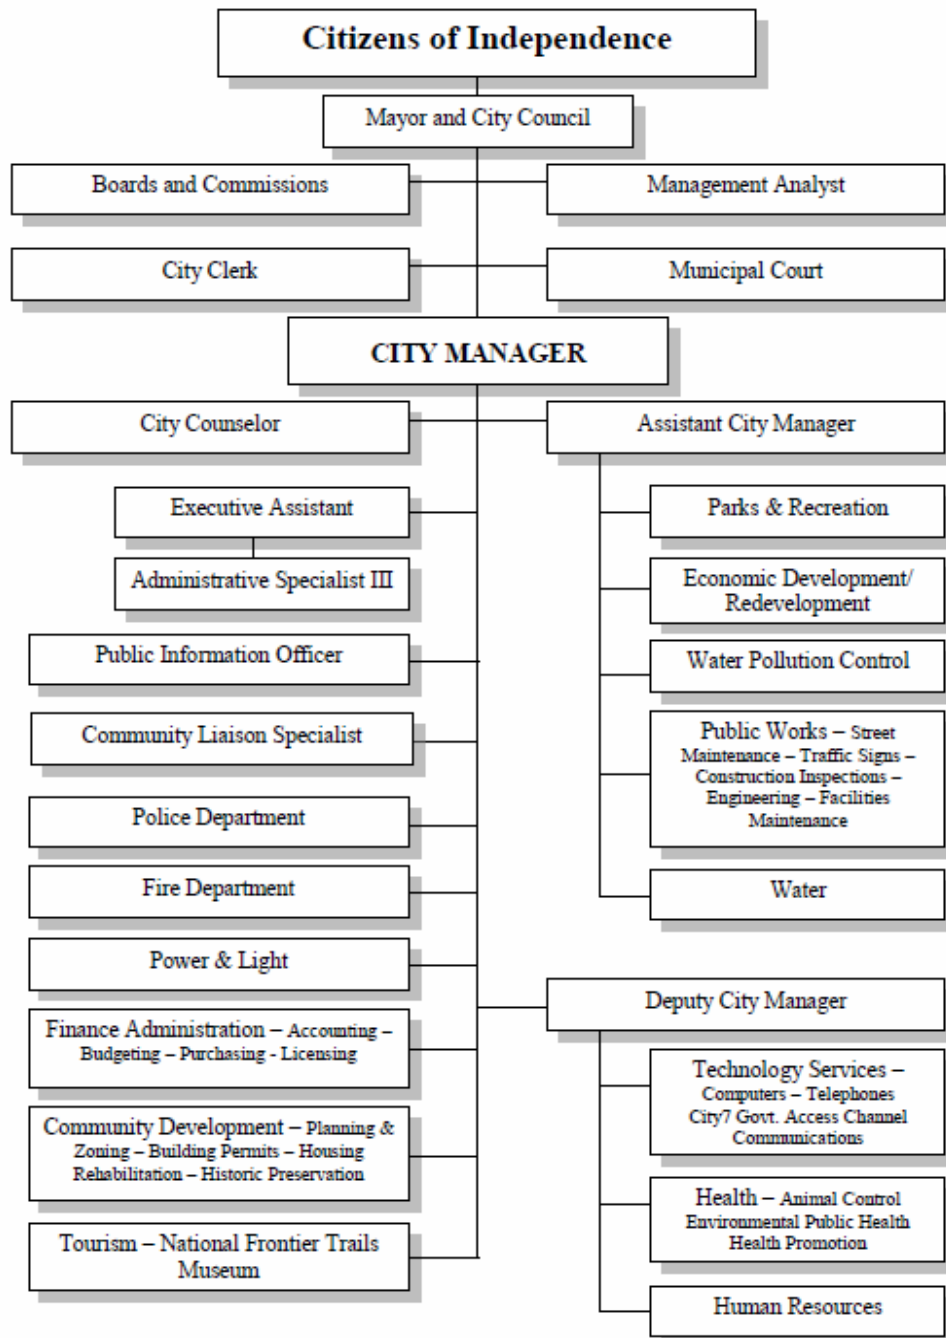 Citizens of Independence
Mayor and City Council
Boards and Commissions
Management Analyst
City Clerk
Municipal Court
CITY MANAGER
City Counselor
Assistant City Manager
Executive Assistant
Administrative Specialist III
Public Information Officer
Community Liaison Specialist
Police Department
Fire Department
Power & Light
Finance Administration – Accounting –
Budgeting – Purchasing - Licensing
Community Development – Planning &
Zoning – Building Permits – Housing
Rehabilitation – Historic Preservation
Tourism – National Frontier Trails
Museum
Parks & Recreation
Economic Development/
Redevelopment
Water Pollution Control
Public Works – Street
Maintenance – Traffic Signs –
Construction Inspections –
Engineering – Facilities
Maintenance
Water
Deputy City Manager
Technology Services –
Computers – Telephones
City7 Govt. Access Channel
Communications
Health – Animal Control
Environmental Public Health
Health Promotion
Human Resources